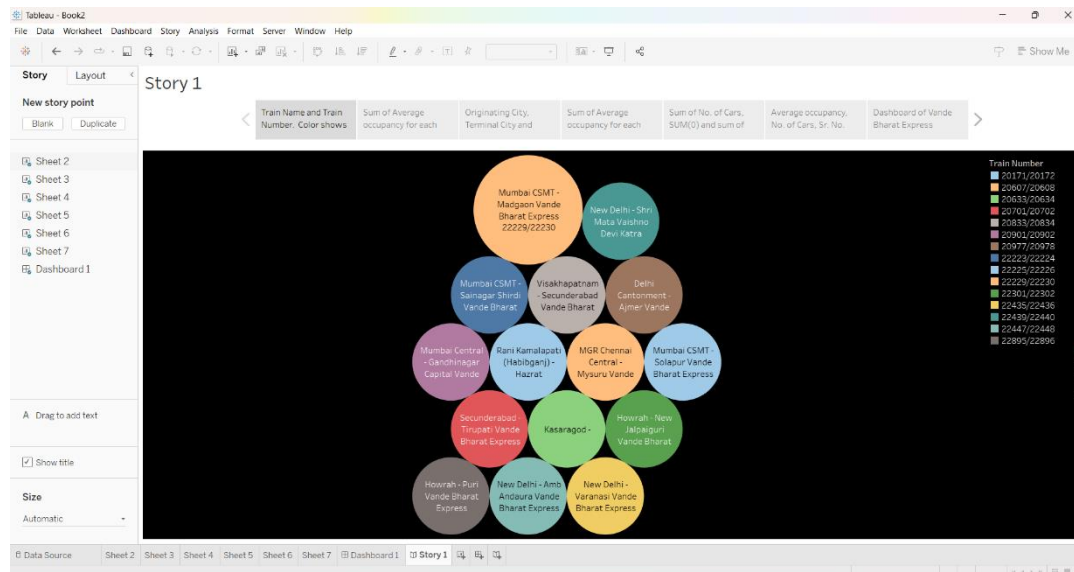 Tableau - Book2
File Data Worksheet Dashboard Story Analysis Format Server Window Help
Show Me
Story Layout
Story 1
New story point
Blank Duplicate
Train Name and Train
Number. Color shows
Sum of Average
occupancy for each
Originating City,
Terminal City and
Sum of Average
occupancy for each
Sum of No. of Cars,
SUM(0) and sum of
Average occupancy,
No. of Cars, Sr. No.
Dashboard of Vande
Bharat Express
Sheet 2
Sheet 3
Sheet 4
Sheet 5
Sheet 6
Sheet 7
Dashboard 1
A Drag to add text
Show title
Size
Automatic
Mumbai CSMT -
Madgaon Vande
Bharat Express
22229/22230
New Delhi - Shri
Mata Vaishno
Devi Katra
Mumbai CSMT -
Sainagar Shirdi
Vande Bharat
Visakhapatnam
- Secunderabad
Vande Bharat
Delhi
Cantonment -
Ajmer Vande
Mumbai Central
- Gandhinagar
Capital Vande
Rani Kamalapati
(Habibganj) -
Hazrat
MGR Chennai
Central -
Mysuru Vande
Mumbai CSMT -
Solapur Vande
Bharat Express
Secunderabad -
Tirupati Vande
Bharat Express
Kasaragod -
Howrah - New
Jalpaiguri
Vande Bharat
Howrah - Puri
Vande Bharat
Express
New Delhi - Amb
Andaura Vande
Bharat Express
New Delhi -
Varanasi Vande
Bharat Express
Train Number
20171/20172
20607/20608
20633/20634
20701/20702
20833/20834
20901/20902
20977/20978
22223/22224
22225/22226
22229/22230
22301/22302
22435/22436
22439/22440
22447/22448
22895/22896
Data Source Sheet 2 Sheet 3 Sheet 4 Sheet 5 Sheet 6 Sheet 7 Dashboard 1 Story 1